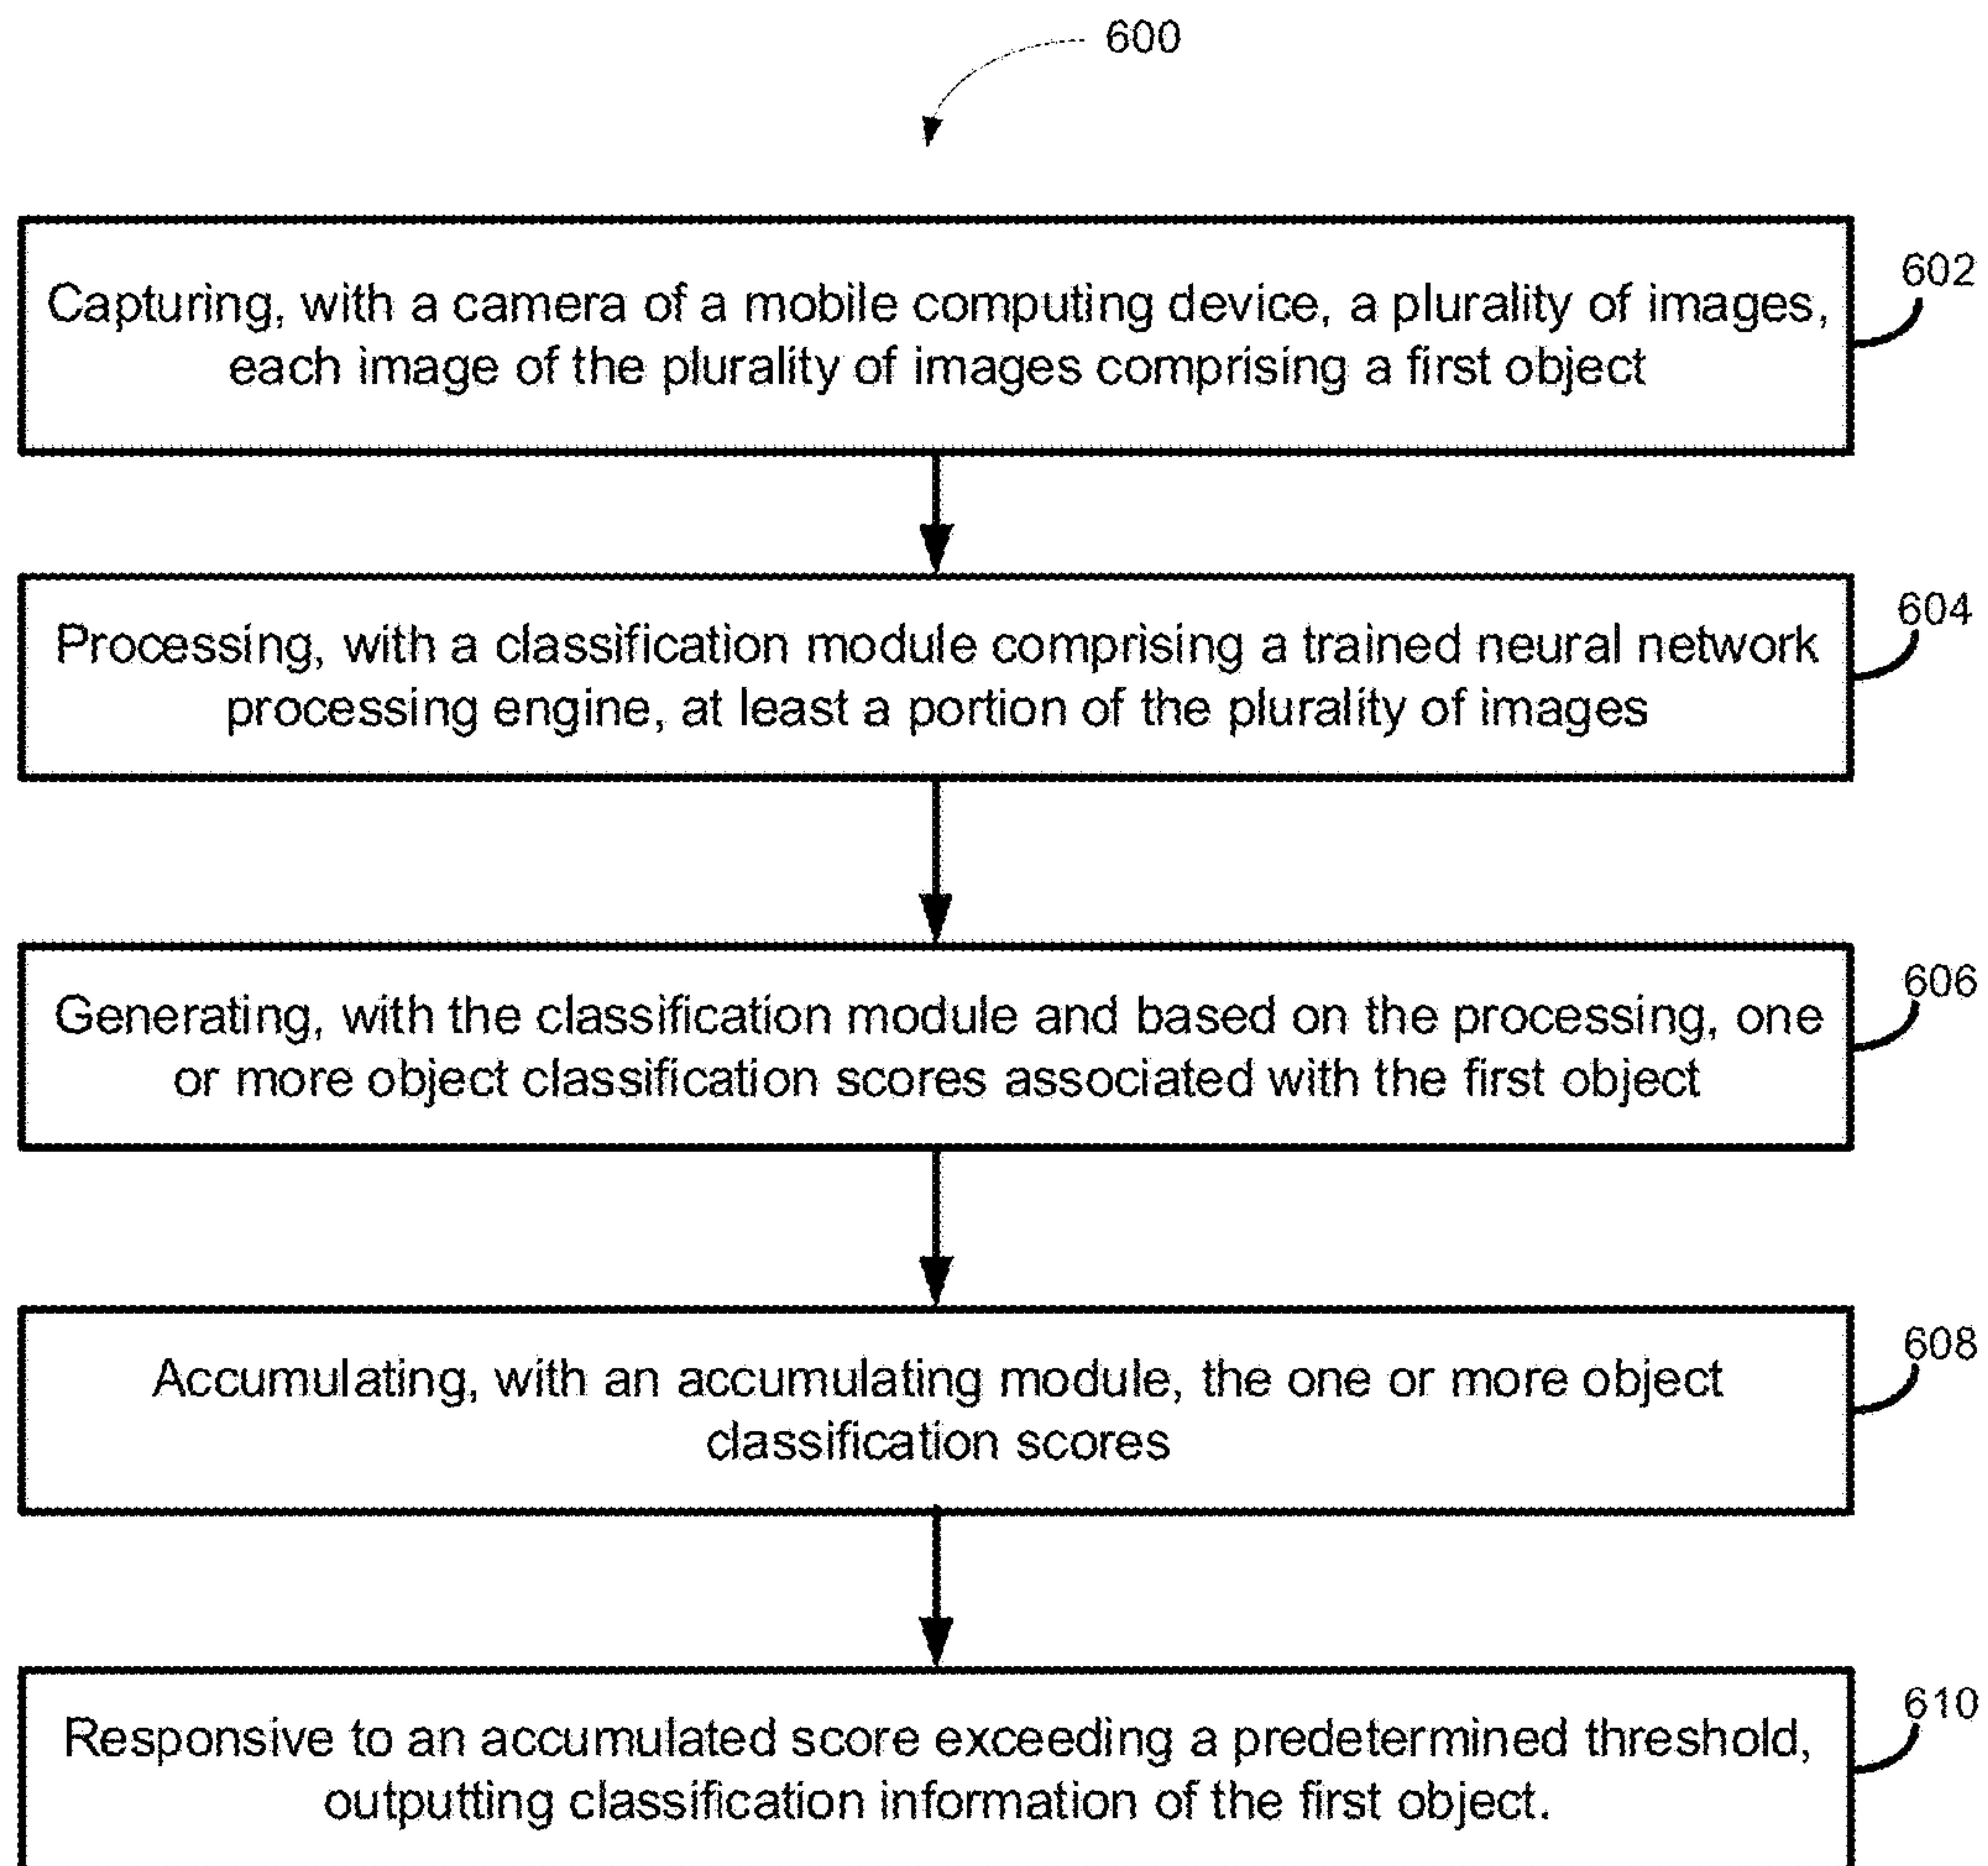 600
Capturing, with a camera of a mobile computing device, a plurality of images,
each image of the plurality of images comprising a first object
602
Processing, with a classification module comprising a trained neural network
processing engine, at least a portion of the plurality of images
604
Generating, with the classification module and based on the processing, one
or more object classification scores associated with the first object
606
Accumulating, with an accumulating module, the one or more object
classification scores
608
Responsive to an accumulated score exceeding a predetermined threshold,
outputting classification information of the first object.
610